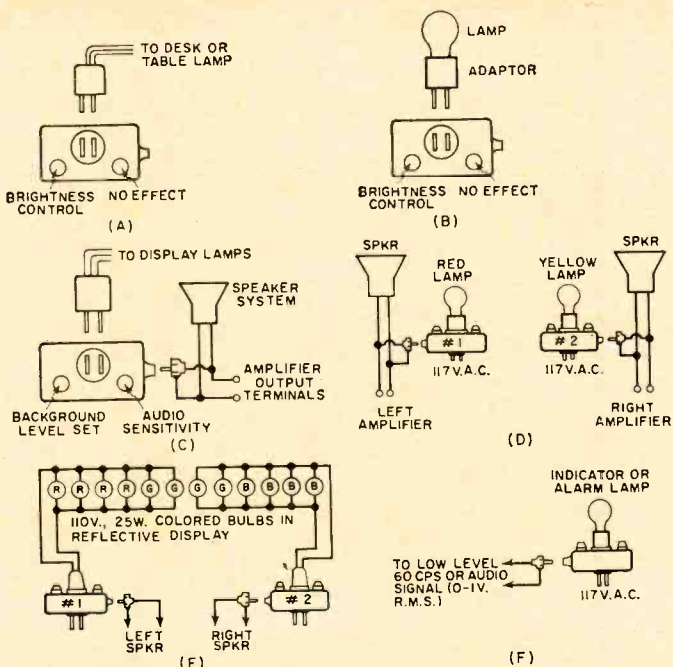 TO DESK OR
TABLE LAMP
BRIGHTNESS
CONTROL
NO EFFECT
(A)
LAMP
ADAPTOR
BRIGHTNESS
CONTROL
NO EFFECT
(B)
TO DISPLAY LAMPS
SPEAKER
SYSTEM
AMPLIFIER
OUTPUT
TERMINALS
BACKGROUND
LEVEL SET
AUDIO
SENSITIVITY
(C)
SPKR
RED
LAMP
#1
117V.A.C.
LEFT
AMPLIFIER
YELLOW
LAMP
SPKR
#2
117V.A.C.
RIGHT
AMPLIFIER
(D)
R R R R G G G G B B B B
110V., 25W. COLORED BULBS IN
REFLECTIVE DISPLAY
#1
LEFT
SPKR
RIGHT
SPKR
#2
(E)
INDICATOR OR
ALARM LAMP
TO LOW LEVEL
60 CPS OR AUDIO
SIGNAL (0-1V.
R.M.S.)
117V.A.C.
(F)